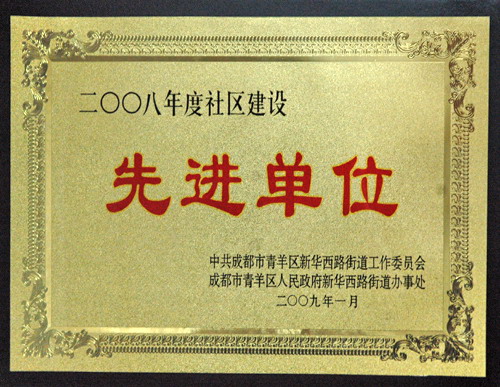 二〇〇八年度社区建设
先进单位
中共成都市青羊区新华西路街道工作委员会
成都市青羊区人民政府新华西路街道办事处
二〇〇九年一月